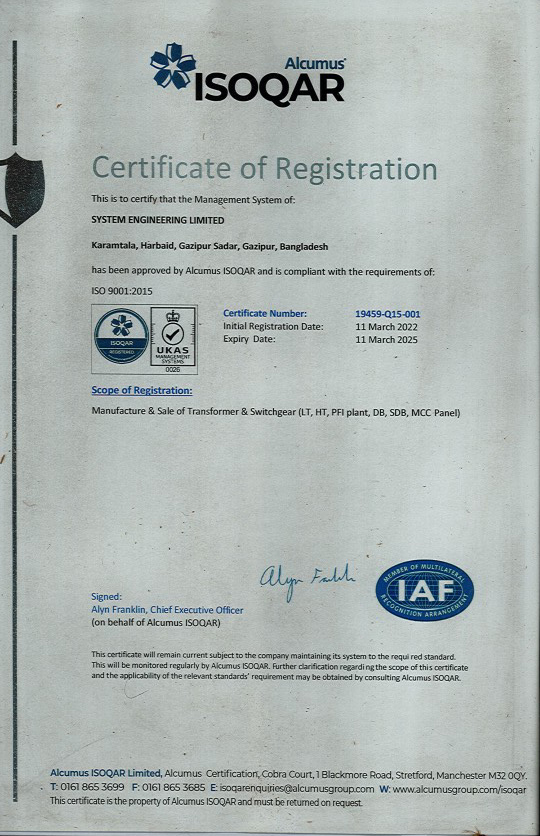 Alcumus
ISOQAR
Certificate of Registration
This is to certify that the Management System of:
SYSTEM ENGINEERING LIMITED
Karamtala, Harbaid, Gazipur Sadar, Gazipur, Bangladesh
has been approved by Alcumus ISOQAR and is compliant with the requirements of:
ISO 9001:2015
ISOQAR
REGISTERED
UKAS
MANAGEMENT
SYSTEMS
0026
Certificate Number: 19459-Q15-001
Initial Registration Date: 11 March 2022
Expiry Date: 11 March 2025
Scope of Registration:
Manufacture & Sale of Transformer & Switchgear (LT, HT, PFI plant, DB, SDB, MCC Panel)
Alyn Franklin
MEMBER OF MULTILATERAL
IAF
RECOGNITION ARRANGEMENT
Signed:
Alyn Franklin, Chief Executive Officer
(on behalf of Alcumus ISOQAR)
This certificate will remain current subject to the company maintaining its system to the required standard.
This will be monitored regularly by Alcumus ISOQAR. Further clarification regarding the scope of this certificate
and the applicability of the relevant standards' requirement may be obtained by consulting Alcumus ISOQAR.
Alcumus ISOQAR Limited, Alcumus Certification, Cobra Court, 1 Blackmore Road, Stretford, Manchester M32 0QY.
T: 0161 865 3699 F: 0161 865 3685 E: isoqarenquiries@alcumusgroup.com W: www.alcumusgroup.com/isoqar
This certificate is the property of Alcumus ISOQAR and must be returned on request.